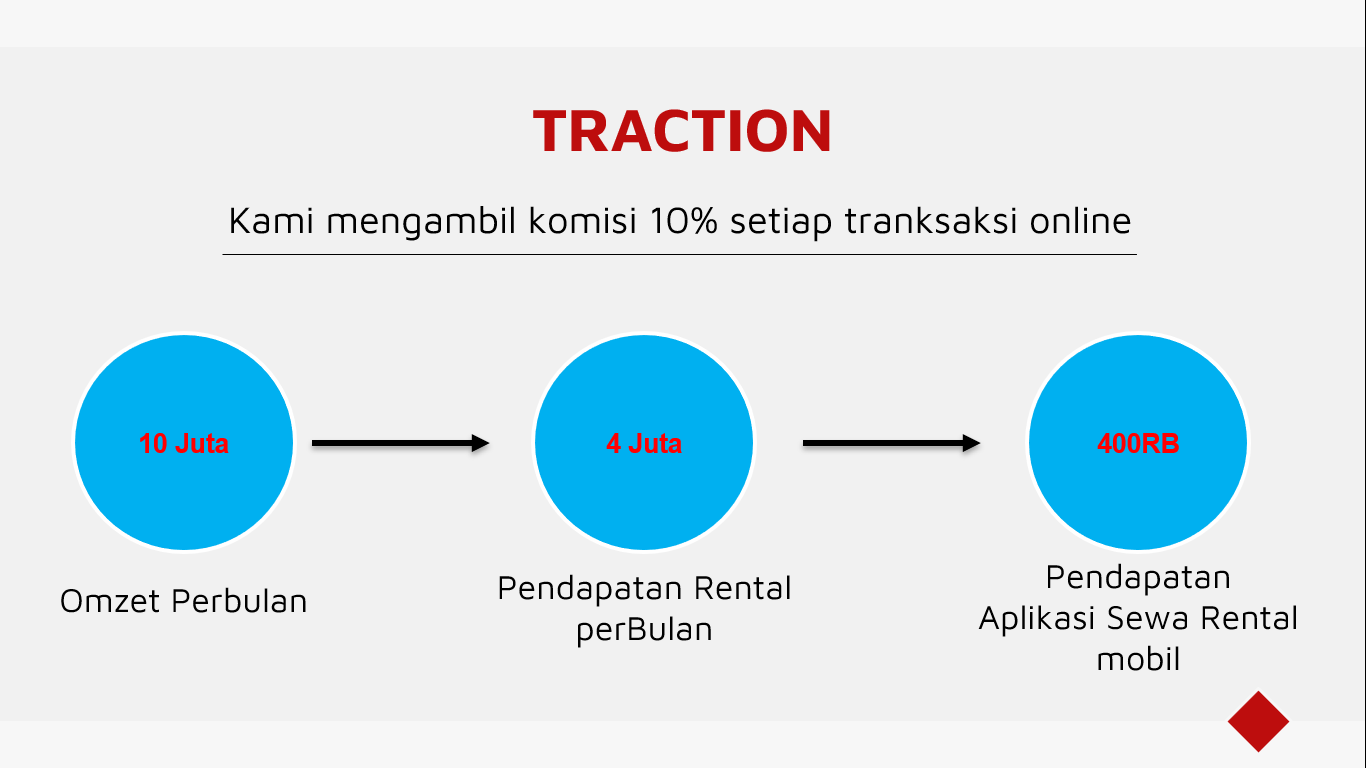 TRACTION
Kami mengambil komisi 10% setiap tranksaksi online
10 Juta
4 Juta
400RB
Omzet Perbulan
Pendapatan Rental
perBulan
Pendapatan
Aplikasi Sewa Rental
mobil